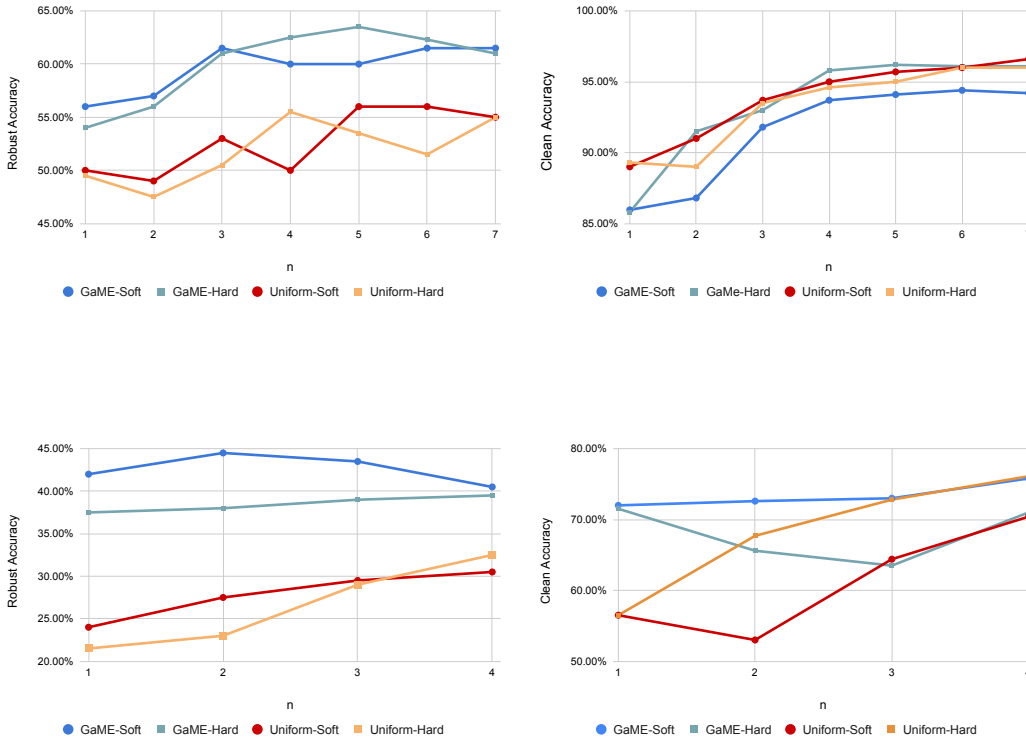 65.00%
60.00%
55.00%
50.00%
45.00%
Robust Accuracy
1 2 3 4 5 6 7
n
GaME-Soft GaME-Hard Uniform-Soft Uniform-Hard
100.00%
95.00%
90.00%
85.00%
Clean Accuracy
1 2 3 4 5 6
n
GaME-Soft GaMe-Hard Uniform-Soft Uniform-Hard
45.00%
40.00%
35.00%
30.00%
25.00%
20.00%
Robust Accuracy
1 2 3 4
n
GaME-Soft GaME-Hard Uniform-Soft Uniform-Hard
80.00%
70.00%
60.00%
50.00%
Clean Accuracy
1 2 3
n
GaME-Soft GaME-Hard Uniform-Soft Uniform-Hard